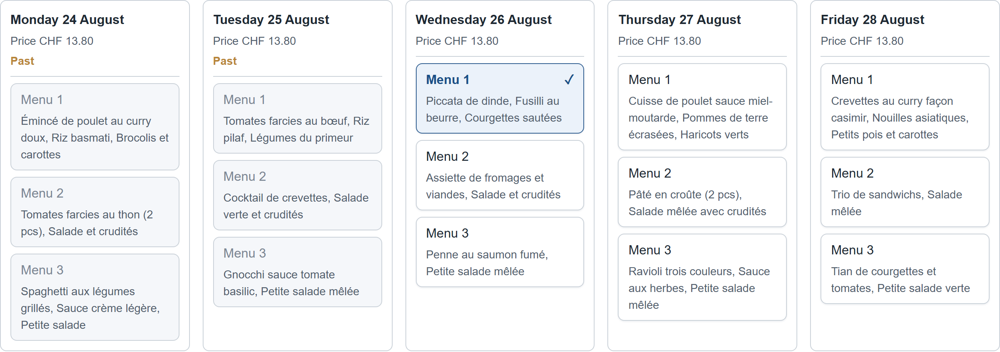 Monday 24 August
Price CHF 13.80
Past
Menu 1
Émincé de poulet au curry
doux, Riz basmati, Brocolis et
carottes
Menu 2
Tomates farcies au thon (2
pcs), Salade et crudités
Menu 3
Spaghetti aux légumes
grillés, Sauce crème légère,
Petite salade
Tuesday 25 August
Price CHF 13.80
Past
Menu 1
Tomates farcies au bœuf, Riz
pilaf, Légumes du primeur
Menu 2
Cocktail de crevettes, Salade
verte et crudités
Menu 3
Gnocchi sauce tomate
basilic, Petite salade mêlée
Wednesday 26 August
Price CHF 13.80
Menu 1 ✓
Piccata de dinde, Fusilli au
beurre, Courgettes sautées
Menu 2
Assiette de fromages et
viandes, Salade et crudités
Menu 3
Penne au saumon fumé,
Petite salade mêlée
Thursday 27 August
Price CHF 13.80
Menu 1
Cuisse de poulet sauce miel-
moutarde, Pommes de terre
écrasées, Haricots verts
Menu 2
Pâté en croûte (2 pcs),
Salade mêlée avec crudités
Menu 3
Ravioli trois couleurs, Sauce
aux herbes, Petite salade
mêlée
Friday 28 August
Price CHF 13.80
Menu 1
Crevettes au curry façon
casimir, Nouilles asiatiques,
Petits pois et carottes
Menu 2
Trio de sandwichs, Salade
mêlée
Menu 3
Tian de courgettes et
tomates, Petite salade verte